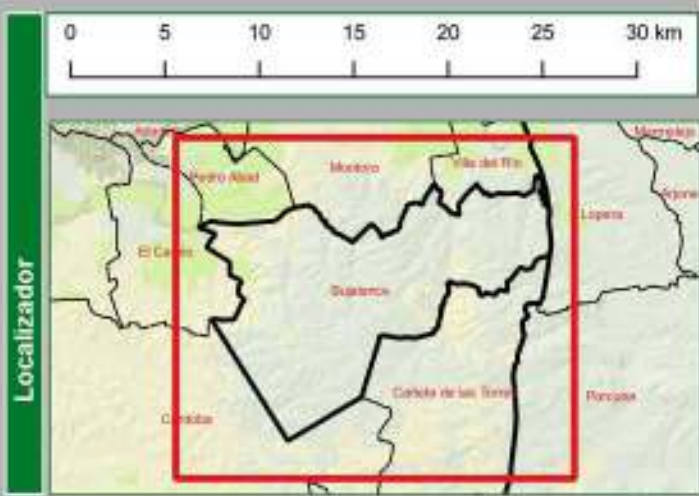 0 5 10 15 20 25 30 km
Localizador
Pedro Abad
Montoro
Villa del Río
Lopera
El Carpio
Bujalance
Cañete de las Torres
Porcuna
Córdoba